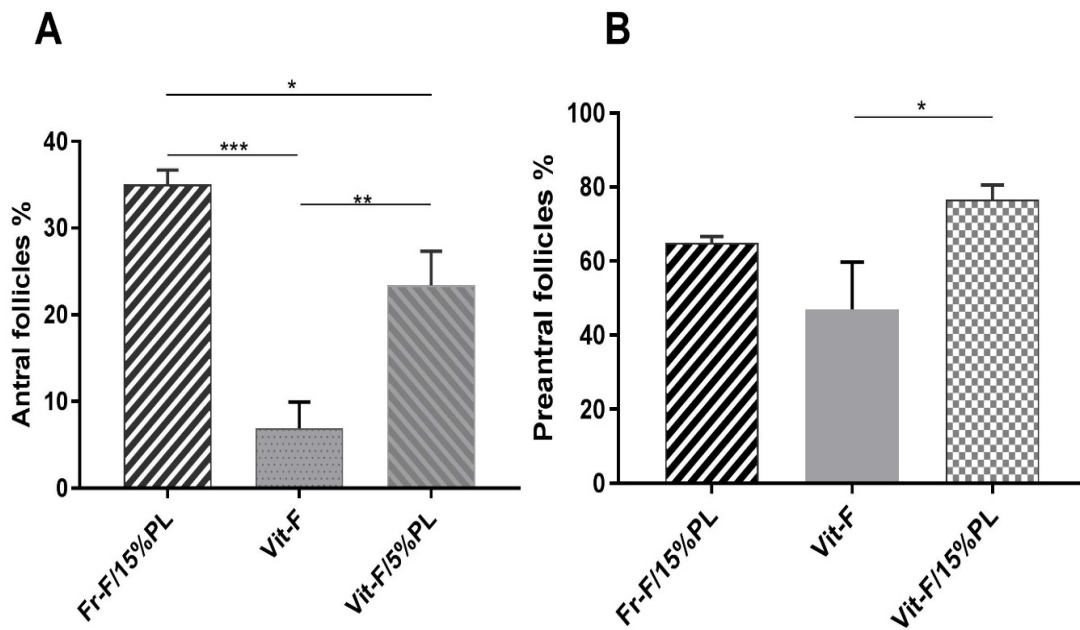 A
Antral follicles %
40
30
20
10
0
*
***
**
Fr-F/15%PL
Vit-F
Vit-F/5%PL
B
Preantral follicles %
100
80
60
40
20
0
*
Fr-F/15%PL
Vit-F
Vit-F/15%PL